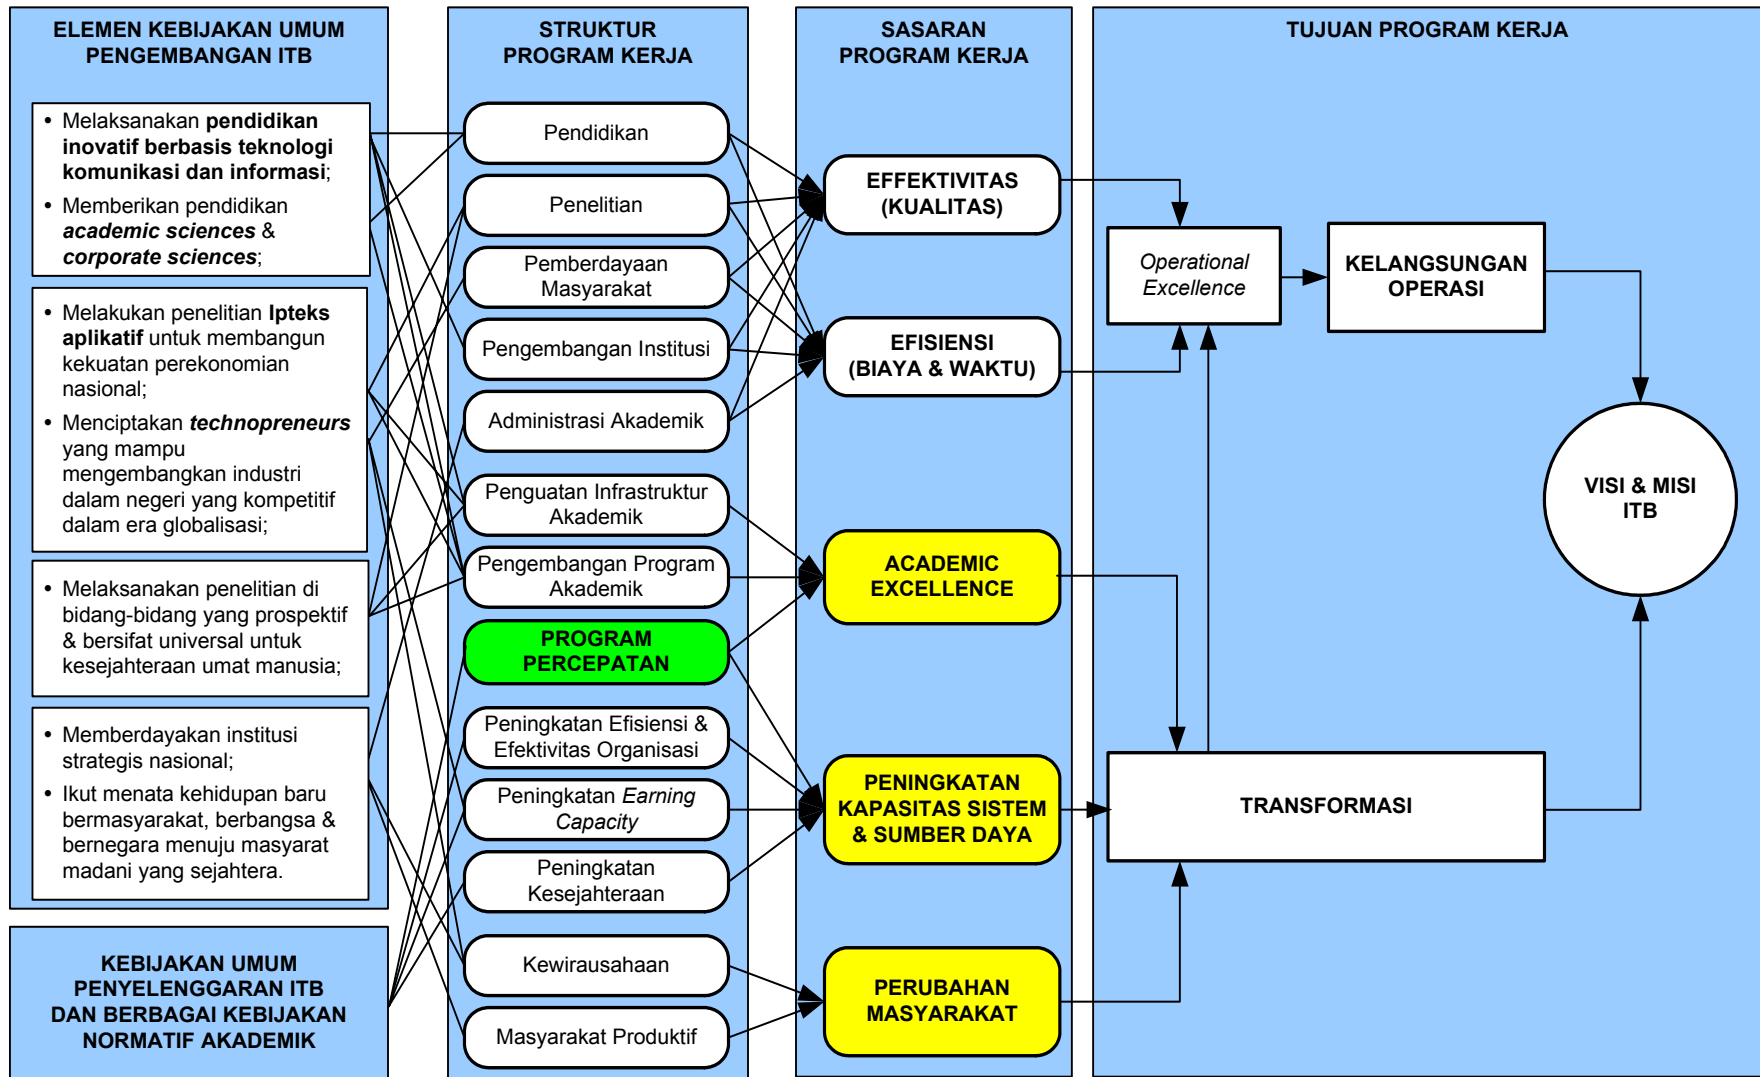 ELEMEN KEBIJAKAN UMUM
PENGEMBANGAN ITB
• Melaksanakan pendidikan
inovatif berbasis teknologi
komunikasi dan informasi;
• Memberikan pendidikan
academic sciences &
corporate sciences;
• Melakukan penelitian Ipteks
aplikatif untuk membangun
kekuatan perekonomian
nasional;
• Menciptakan technopreneurs
yang mampu
mengembangkan industri
dalam negeri yang kompetitif
dalam era globalisasi;
• Melaksanakan penelitian di
bidang-bidang yang prospektif
& bersifat universal untuk
kesejahteraan umat manusia;
• Memberdayakan institusi
strategis nasional;
• Ikut menata kehidupan baru
bermasyarakat, berbangsa &
bernegara menuju masyarat
madani yang sejahtera.
KEBIJAKAN UMUM
PENYELENGGARAN ITB
DAN BERBAGAI KEBIJAKAN
NORMATIF AKADEMIK
STRUKTUR
PROGRAM KERJA
Pendidikan
Penelitian
Pemberdayaan
Masyarakat
Pengembangan Institusi
Administrasi Akademik
Penguatan Infrastruktur
Akademik
Pengembangan Program
Akademik
PROGRAM
PERCEPATAN
Peningkatan Efisiensi &
Efektivitas Organisasi
Peningkatan Earning
Capacity
Peningkatan
Kesejahteraan
Kewirausahaan
Masyarakat Produktif
SASARAN
PROGRAM KERJA
EFFEKTIVITAS
(KUALITAS)
EFISIENSI
(BIAYA & WAKTU)
ACADEMIC
EXCELLENCE
PENINGKATAN
KAPASITAS SISTEM
& SUMBER DAYA
PERUBAHAN
MASYARAKAT
TUJUAN PROGRAM KERJA
Operational
Excellence
KELANGSUNGAN
OPERASI
VISI & MISI
ITB
TRANSFORMASI